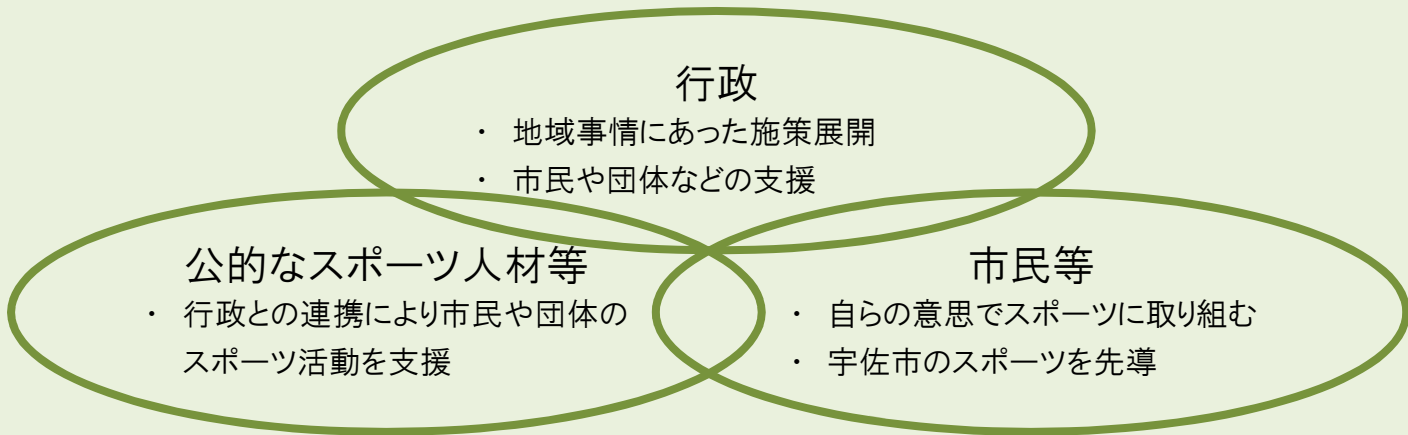 行政
・ 地域事情にあった施策展開
・ 市民や団体などの支援
公的なスポーツ人材等
・ 行政との連携により市民や団体の
スポーツ活動を支援
市民等
・ 自らの意思でスポーツに取り組む
・ 宇佐市のスポーツを先導